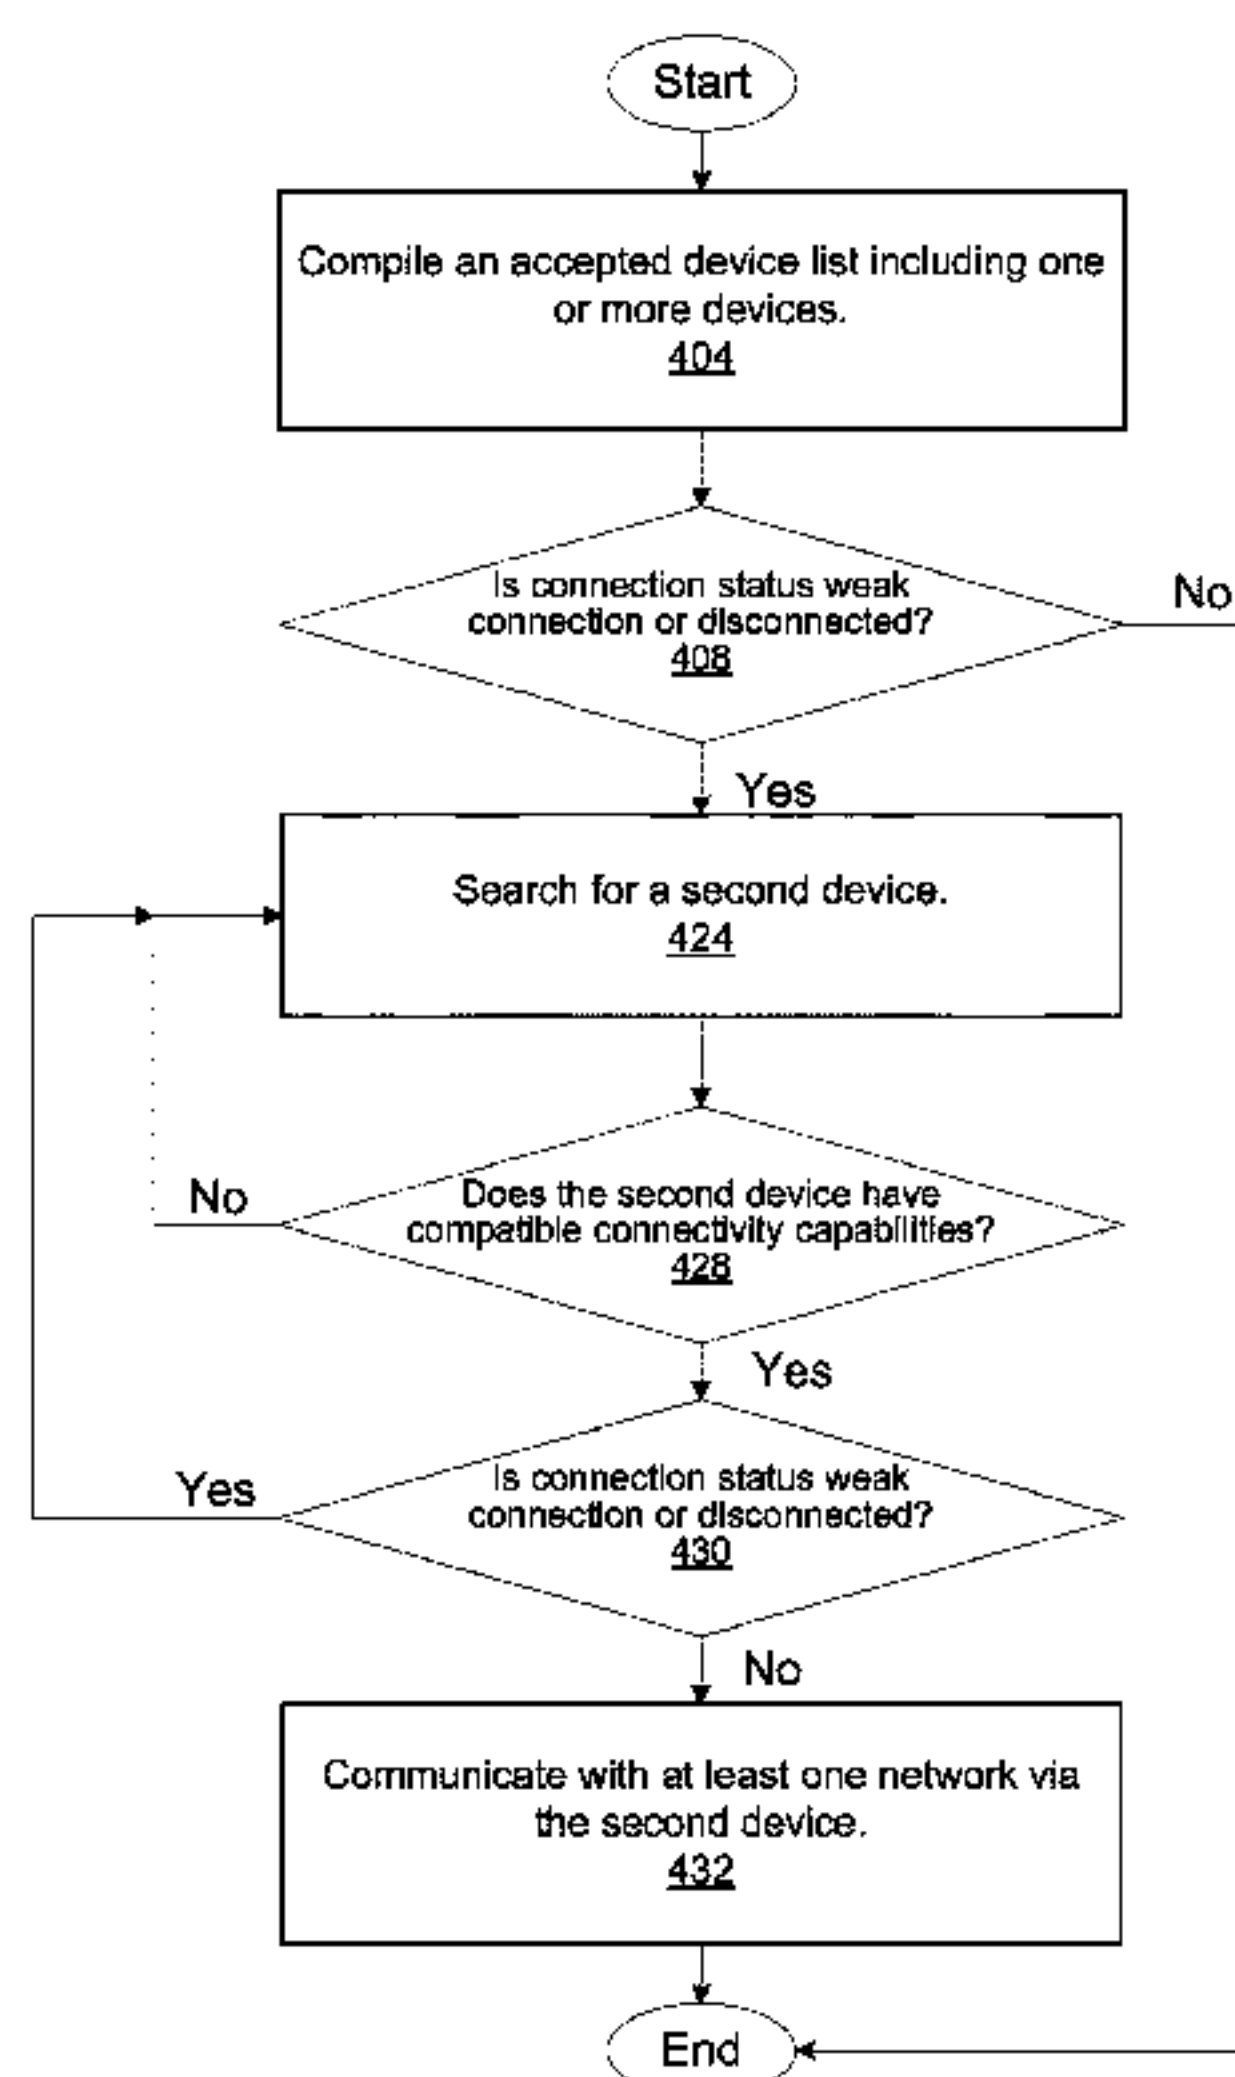 Start
Compile an accepted device list including one
or more devices.
404
Is connection status weak
connection or disconnected?
408
No
Yes
Search for a second device.
424
Does the second device have
compatible connectivity capabilities?
428
No
Yes
Is connection status weak
connection or disconnected?
430
Yes
No
Communicate with at least one network via
the second device.
432
End